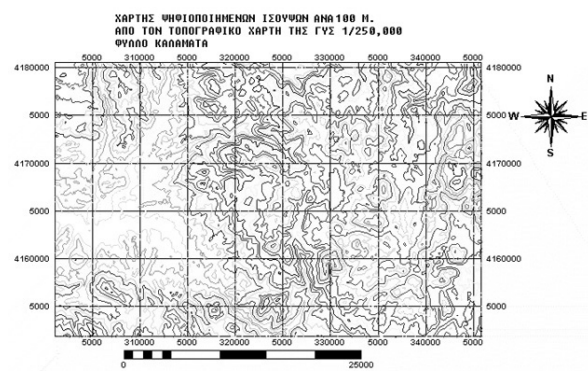 ΧΑΡΤΗΣ ΨΗΦΙΟΠΟΙΗΜΕΝΩΝ ΙΣΟΥΨΩΝ ΑΝΑ 100 Μ.
ΑΠΟ ΤΟΝ ΤΟΠΟΓΡΑΦΙΚΟ ΧΑΡΤΗ ΤΗΣ ΓΥΣ 1/250,000
ΦΥΛΛΟ ΚΑΛΑΜΑΤΑ
5000 310000 5000 320000 5000 330000 5000 340000 5000
4180000 4180000
5000 5000
4170000 4170000
5000 5000
4160000 4160000
5000 5000
5000 310000 5000 320000 5000 330000 5000 340000 5000
N
W E
S
0 25000